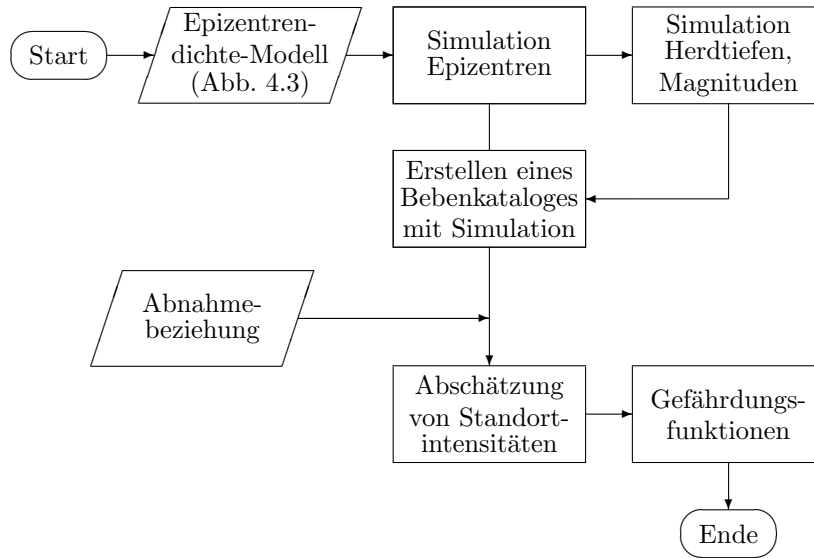 Start
Epizentren-
dichte-Modell
(Abb. 4.3)
Simulation
Epizentren
Simulation
Herdtiefen,
Magnituden
Erstellen eines
Bebenkataloges
mit Simulation
Abnahme-
beziehung
Abschätzung
von Standort-
intensitäten
Gefährdungs-
funktionen
Ende